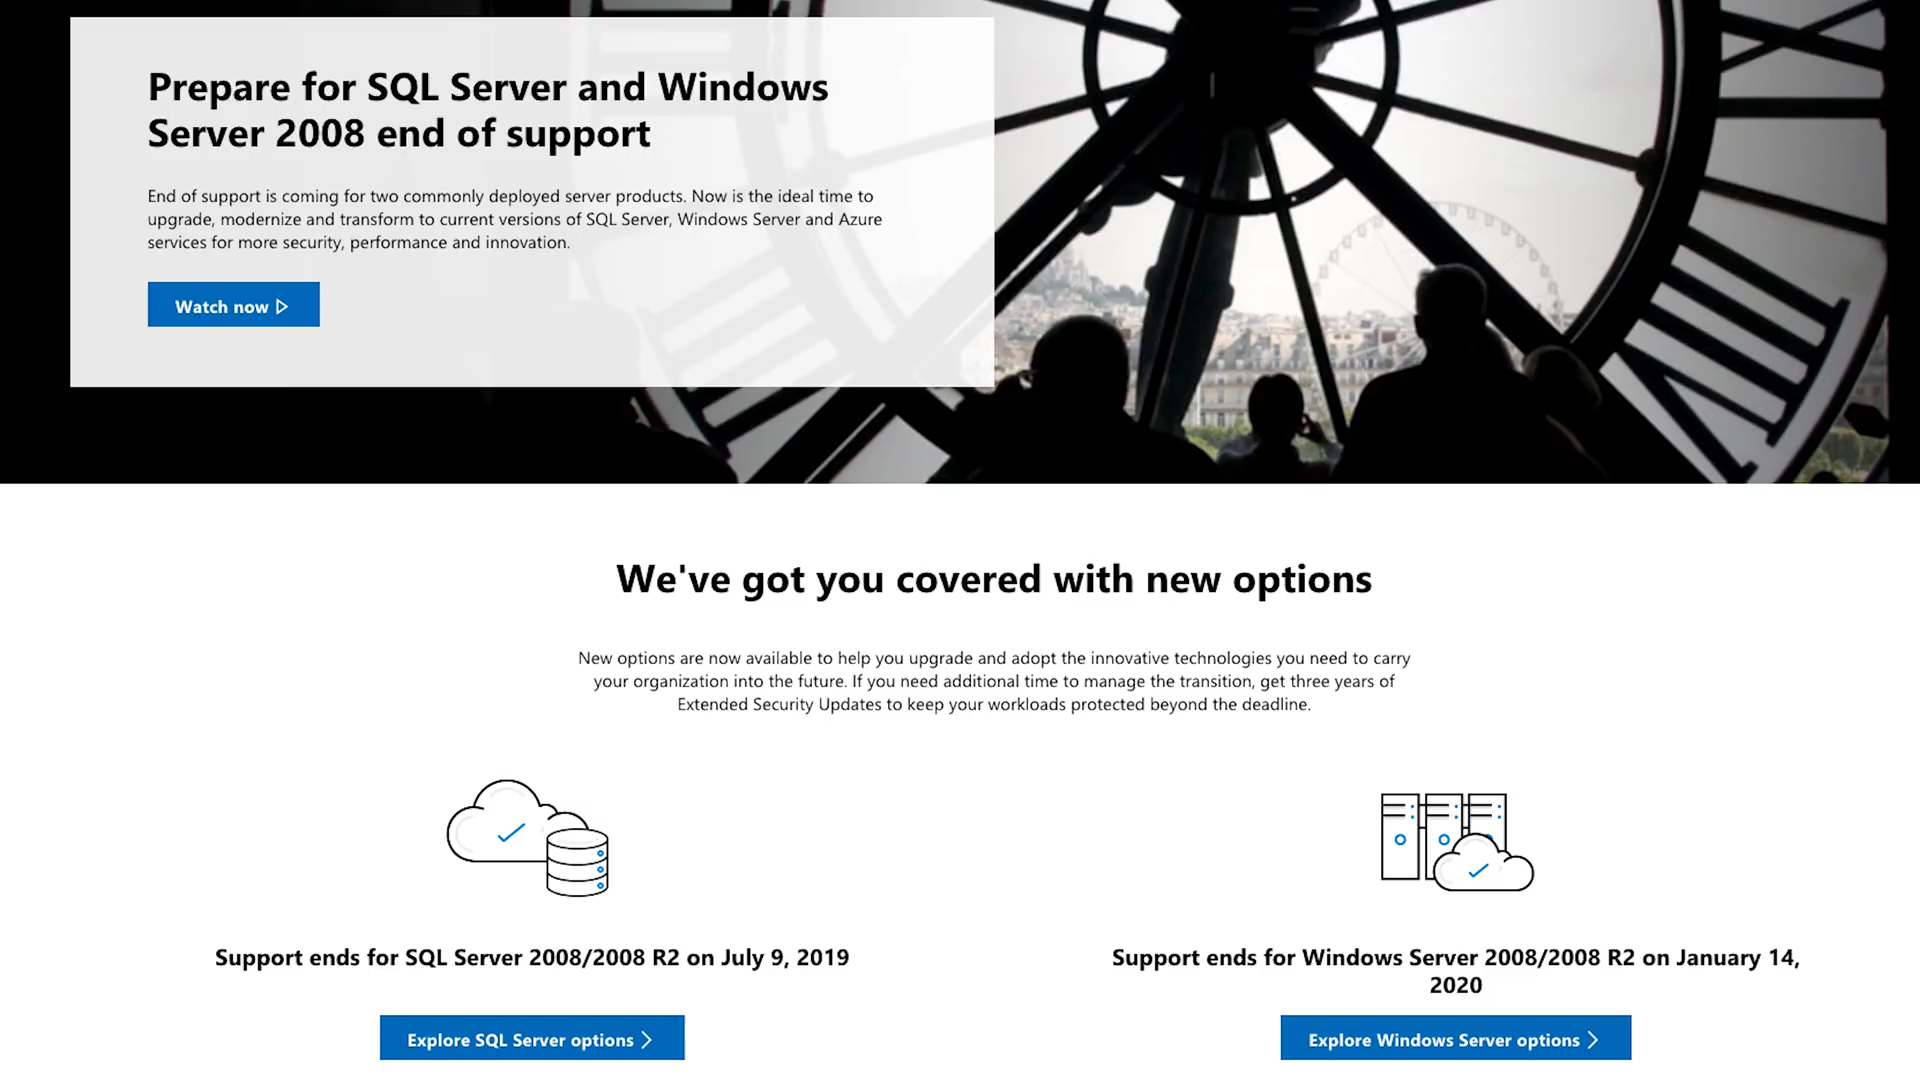 Prepare for SQL Server and Windows
Server 2008 end of support
End of support is coming for two commonly deployed server products. Now is the ideal time to
upgrade, modernize and transform to current versions of SQL Server, Windows Server and Azure
services for more security, performance and innovation.
Watch now
We've got you covered with new options
New options are now available to help you upgrade and adopt the innovative technologies you need to carry
your organization into the future. If you need additional time to manage the transition, get three years of
Extended Security Updates to keep your workloads protected beyond the deadline.
Support ends for SQL Server 2008/2008 R2 on July 9, 2019
Explore SQL Server options
Support ends for Windows Server 2008/2008 R2 on January 14,
2020
Explore Windows Server options